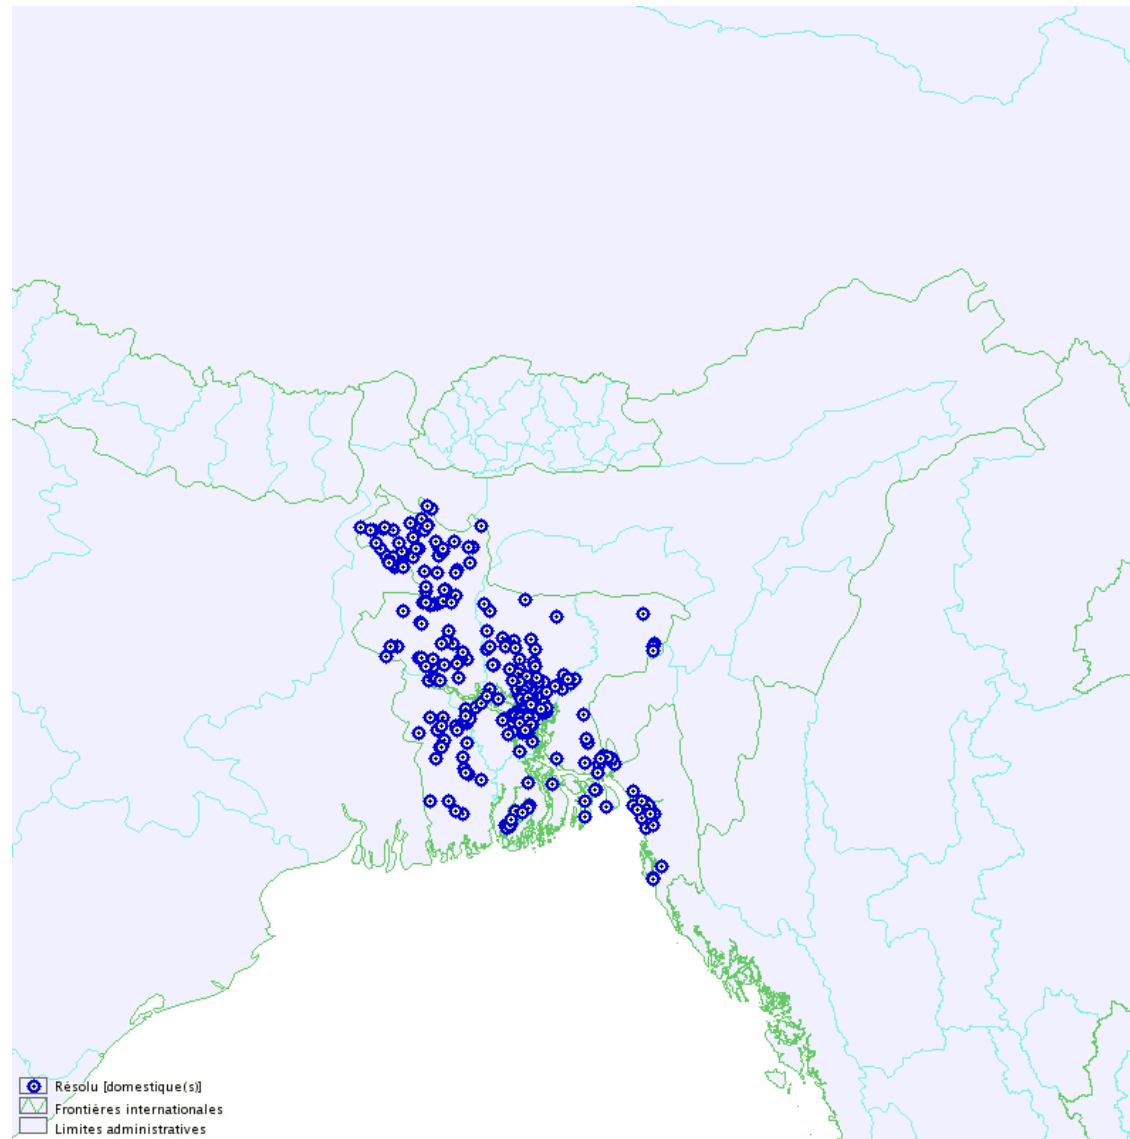 Résolu [domestique(s)]
Frontières internationales
Limites administratives